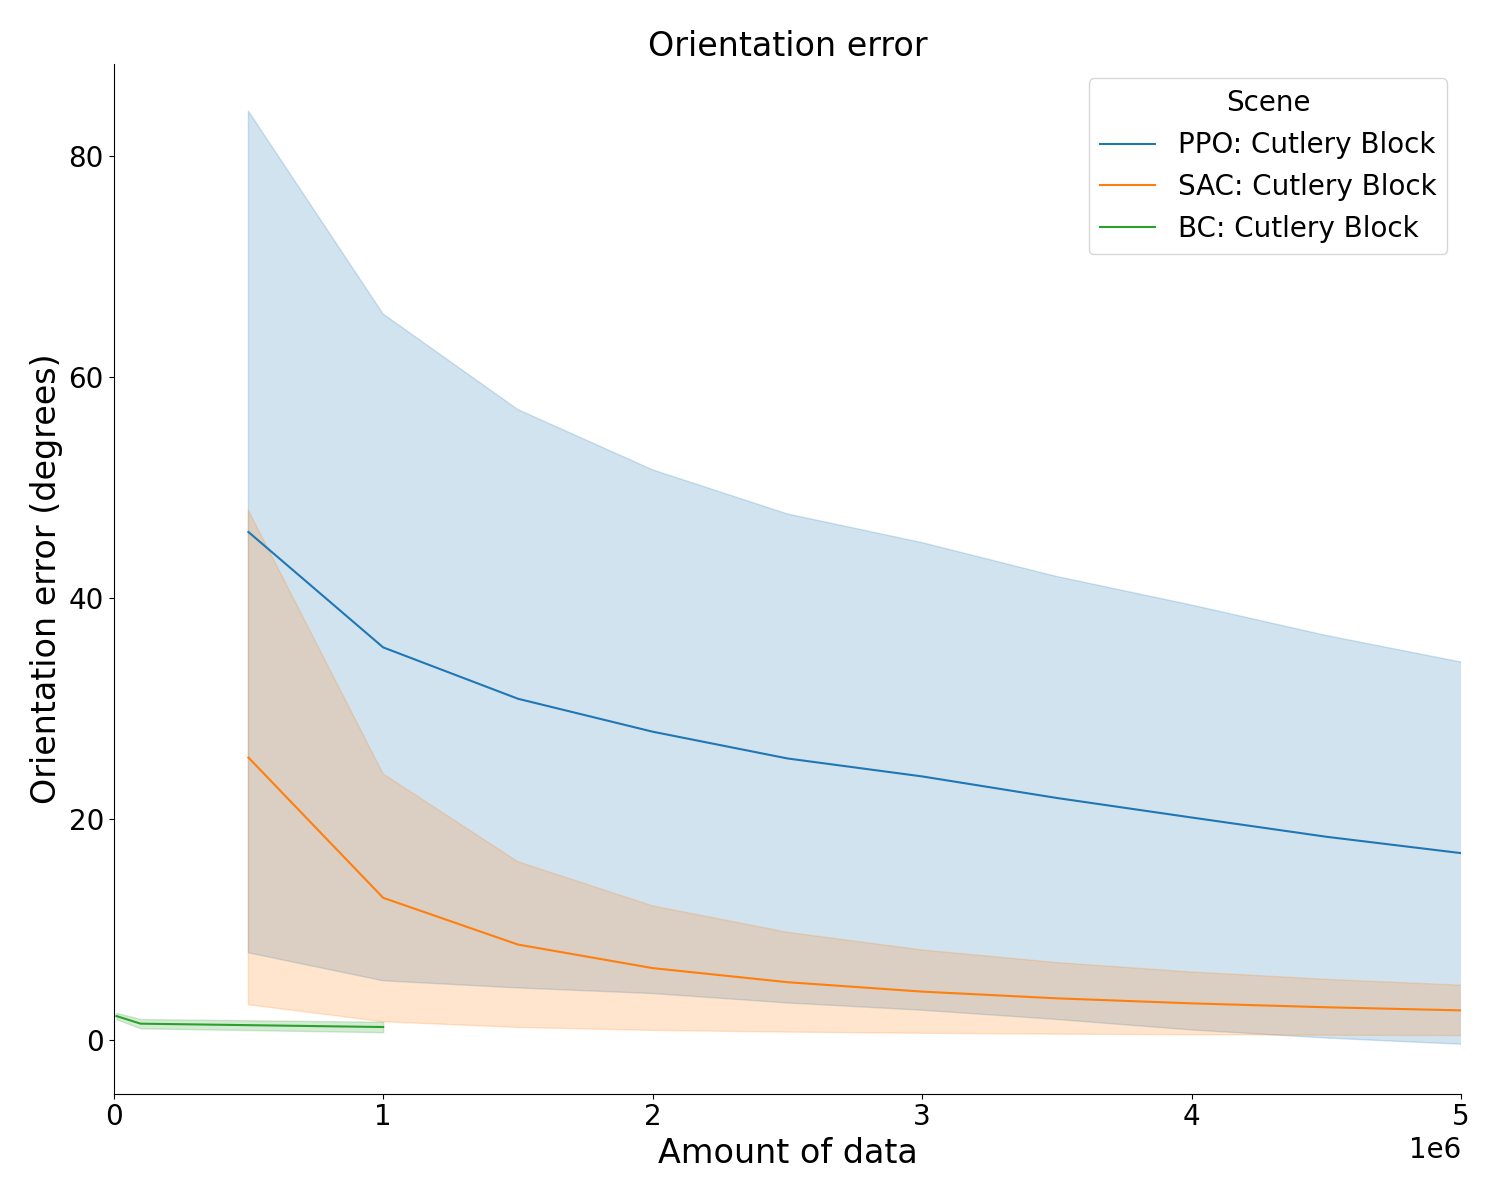 Orientation error
Scene
PPO: Cutlery Block
SAC: Cutlery Block
BC: Cutlery Block
Orientation error (degrees)
80
60
40
20
0
0 1 2 3 4 5
1e6
Amount of data